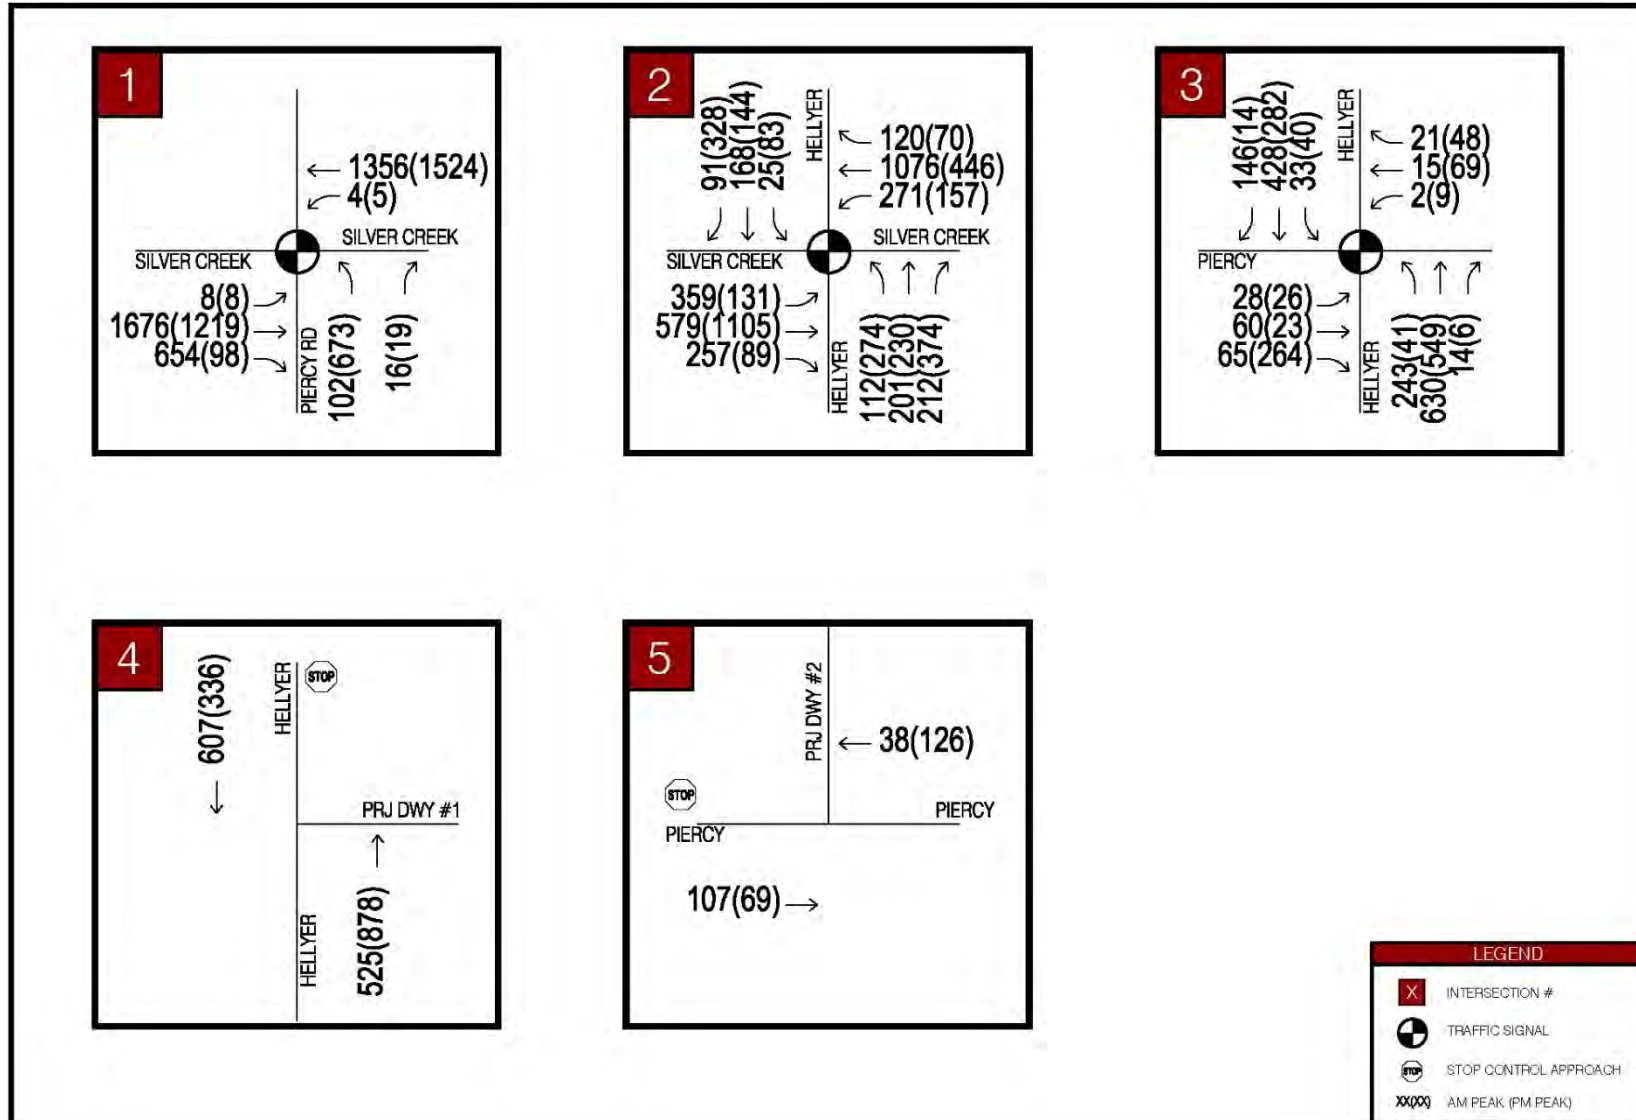 1
1356(1524)
4(5)
SILVER CREEK
SILVER CREEK
8(8)
1676(1219)
654(98)
PIERCY RD
102(673)
16(19)
2
91(328)
168(144)
25(83)
HELLYER
120(70)
1076(446)
271(157)
SILVER CREEK
SILVER CREEK
359(131)
579(1105)
257(89)
HELLYER
112(274)
201(230)
212(374)
3
146(14)
428(282)
33(40)
HELLYER
21(48)
15(69)
2(9)
PIERCY
28(26)
60(23)
65(264)
HELLYER
243(41)
630(549)
14(6)
4
607(336)
HELLYER
STOP
PRJ DWY #1
HELLYER
525(878)
5
PRJ DWY #2
38(126)
STOP
PIERCY
PIERCY
107(69)
LEGEND
X INTERSECTION #
TRAFFIC SIGNAL
STOP STOP CONTROL APPROACH
XX(XX) AM PEAK (PM PEAK)